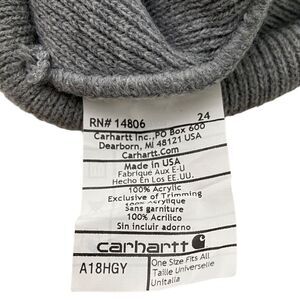 RN# 14806 24
Carhartt Inc.,PO Box 600
Dearborn, MI 48121 USA
Carhartt.Com
Made in USA
Fabriqué Aux E-U
Hecho En Los EE.UU.
100% Acrylic
Exclusive of Trimming
100% Acrylique
Sans garniture
100% Acrílico
Sin incluir adorno
carhartt
A18HGY
One Size Fits All
Taille Universelle
Unitalla